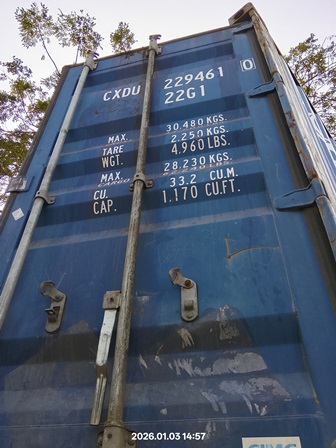 CXDU 229461 0
22G1
MAX. 30.480 KGS.
TARE 2.250 KGS.
WGT. 4.960 LBS.
MAX. 28.230 KGS.
CU. 33.2 CU.M.
CAP. 1.170 CU.FT.
2026.01.03 14:57